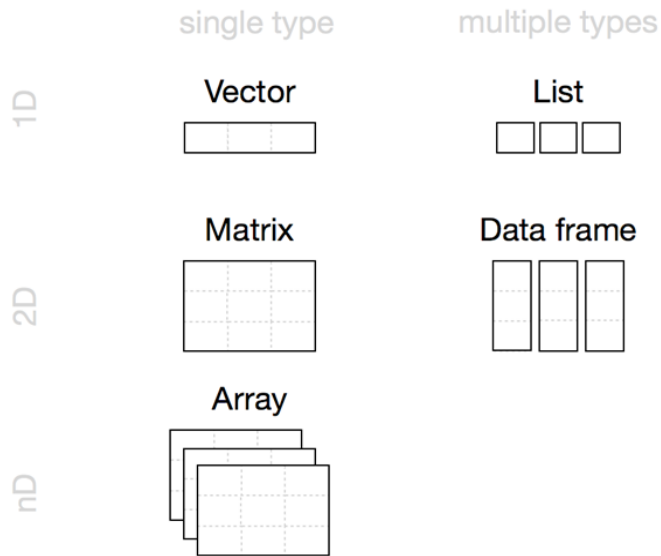 single type multiple types
1D
Vector List
2D
Matrix Data frame
nD
Array